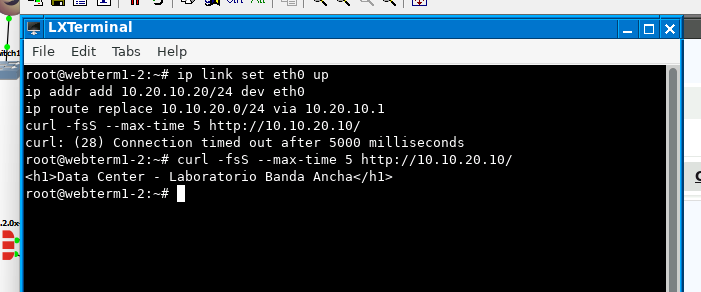 LXTerminal
File Edit Tabs Help
root@webterm1-2:~# ip link set eth0 up
ip addr add 10.20.10.20/24 dev eth0
ip route replace 10.10.20.0/24 via 10.20.10.1
curl -fsS --max-time 5 http://10.10.20.10/
curl: (28) Connection timed out after 5000 milliseconds
root@webterm1-2:~# curl -fsS --max-time 5 http://10.10.20.10/
<h1>Data Center - Laboratorio Banda Ancha</h1>
root@webterm1-2:~#
itch1
.2.0x